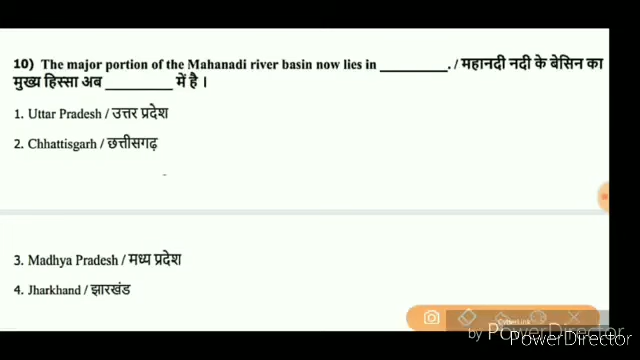 10) The major portion of the Mahanadi river basin now lies in __________. / महानदी नदी के बेसिन का
मुख्य हिस्सा अब __________ में है ।
1. Uttar Pradesh / उत्तर प्रदेश
2. Chhattisgarh / छत्तीसगढ़
3. Madhya Pradesh / मध्य प्रदेश
4. Jharkhand / झारखंड
CyberLink
by PowerDirector
PowerDirector